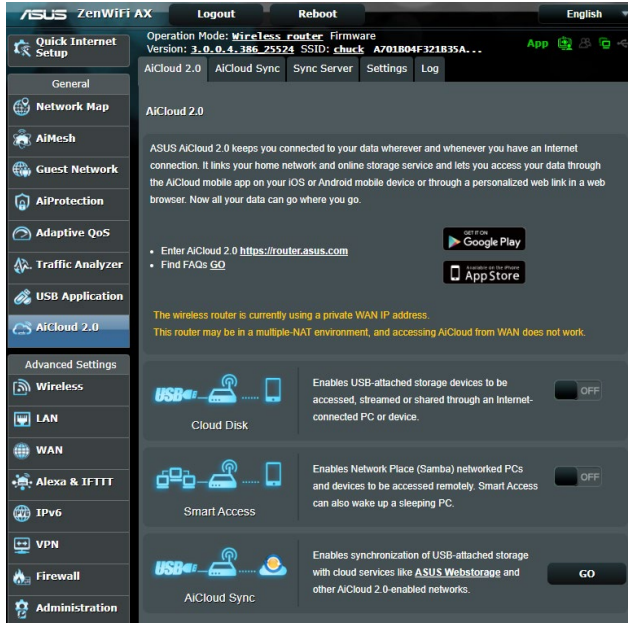 ASUS ZenWiFi AX Logout Reboot English
Quick Internet Setup
Operation Mode: Wireless router Firmware
Version: 3.0.0.4.386_25524 SSID: chuck A701B04F321B35A...
App
AiCloud 2.0 AiCloud Sync Sync Server Settings Log
General
Network Map
AiMesh
Guest Network
AiProtection
Adaptive QoS
Traffic Analyzer
USB Application
AiCloud 2.0
Advanced Settings
Wireless
LAN
WAN
Alexa & IFTTT
IPv6
VPN
Firewall
Administration
AiCloud 2.0
ASUS AiCloud 2.0 keeps you connected to your data wherever and whenever you have an Internet
connection. It links your home network and online storage service and lets you access your data through
the AiCloud mobile app on your iOS or Android mobile device or through a personalized web link in a web
browser. Now all your data can go where you go.
• Enter AiCloud 2.0 https://router.asus.com
• Find FAQs GO
GET IT ON
Google Play
Available on the iPhone
App Store
The wireless router is currently using a private WAN IP address.
This router may be in a multiple-NAT environment, and accessing AiCloud from WAN does not work.
USB
Cloud Disk
Enables USB-attached storage devices to be
accessed, streamed or shared through an Internet-
connected PC or device.
OFF
Smart Access
Enables Network Place (Samba) networked PCs
and devices to be accessed remotely. Smart Access
can also wake up a sleeping PC.
OFF
USB
AiCloud Sync
Enables synchronization of USB-attached storage
with cloud services like ASUS Webstorage and
other AiCloud 2.0-enabled networks.
GO